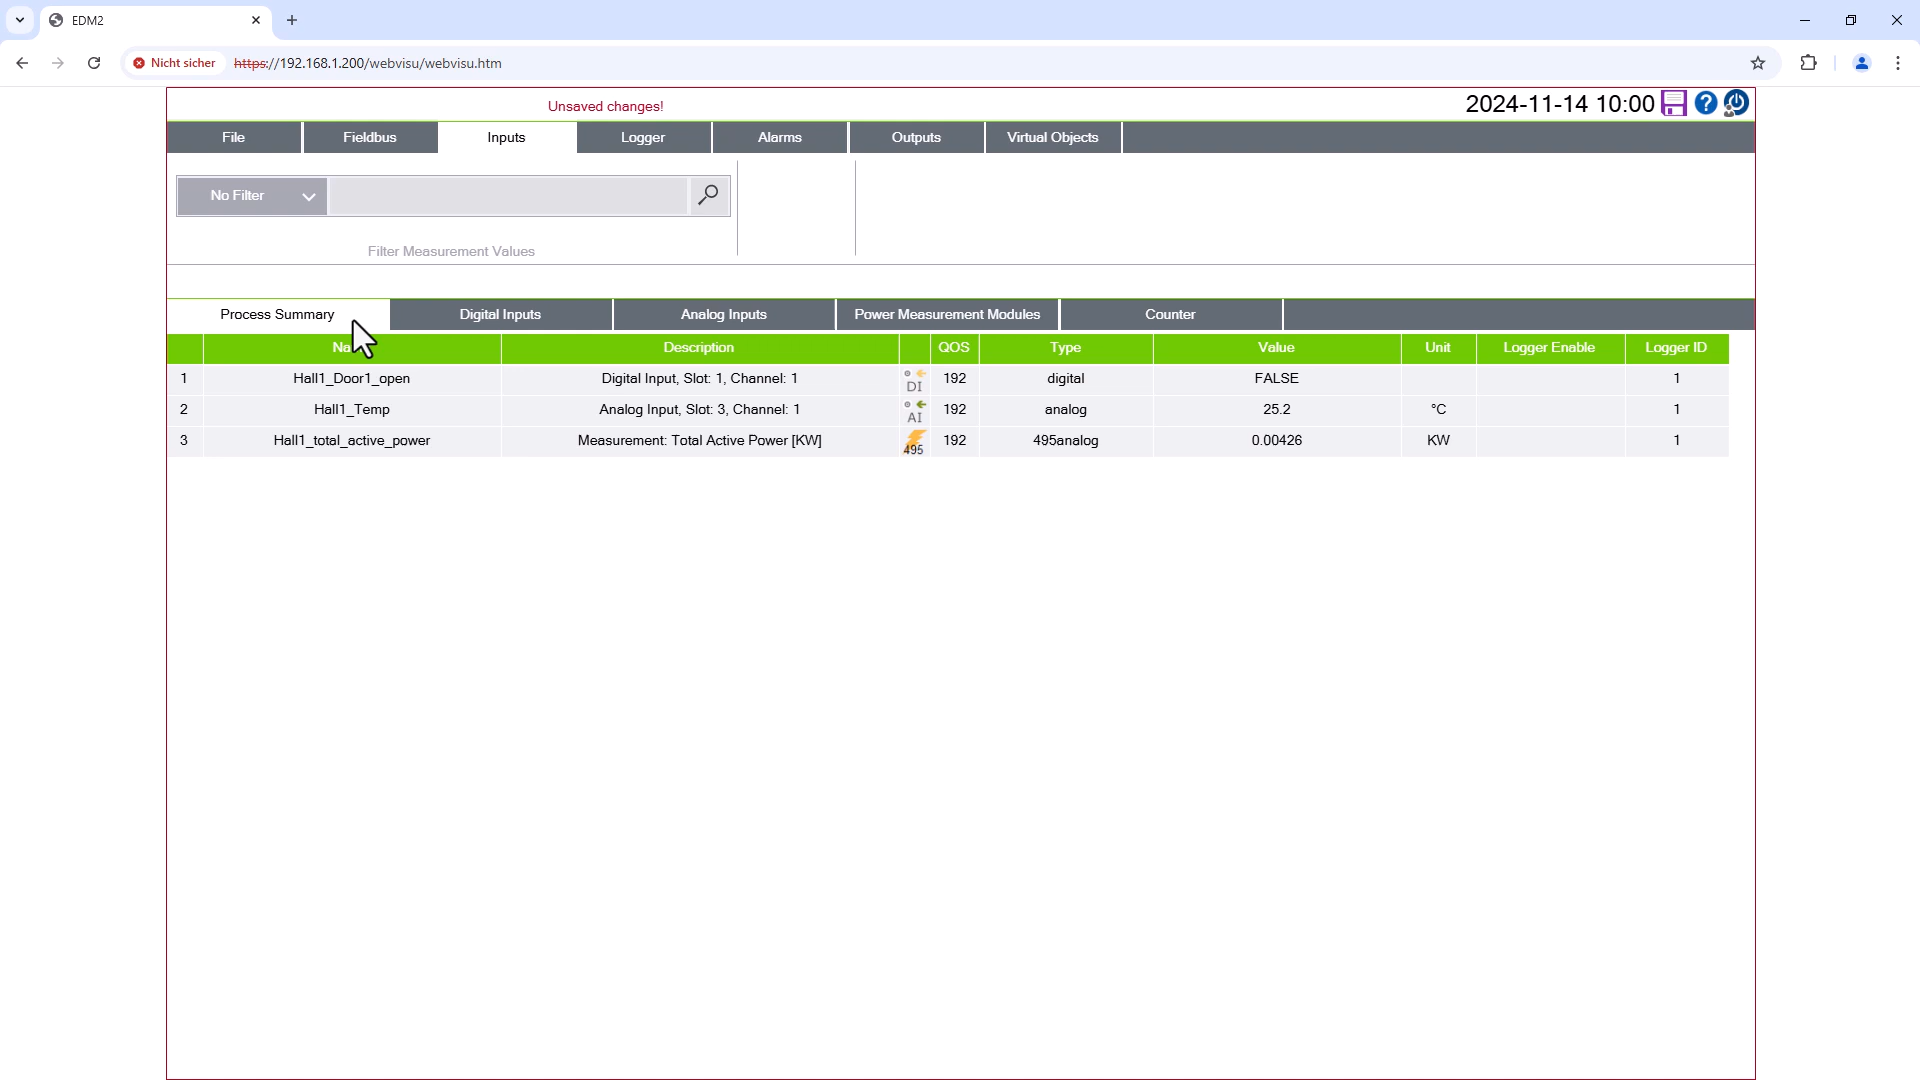 EDM2
Nicht sicher https://192.168.1.200/webvisu/webvisu.htm
Unsaved changes! 2024-11-14 10:00
File Fieldbus Inputs Logger Alarms Outputs Virtual Objects
No Filter
Filter Measurement Values
Process Summary Digital Inputs Analog Inputs Power Measurement Modules Counter
Description QOS Type Value Unit Logger Enable Logger ID
1 Hall1_Door1_open Digital Input, Slot: 1, Channel: 1 DI 192 digital FALSE 1
2 Hall1_Temp Analog Input, Slot: 3, Channel: 1 AI 192 analog 25.2 °C 1
3 Hall1_total_active_power Measurement: Total Active Power [KW] 495 192 495analog 0.00426 KW 1